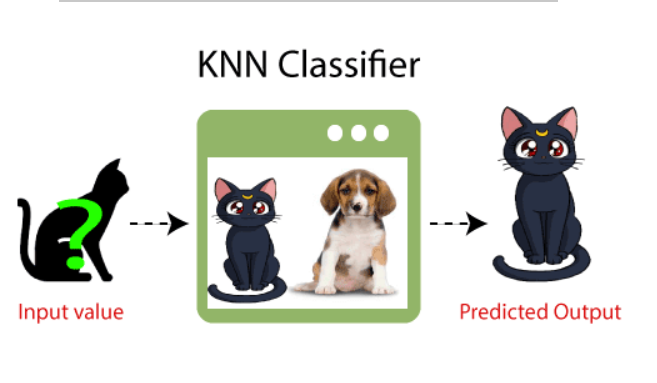 KNN Classifier
?
Input value
Predicted Output